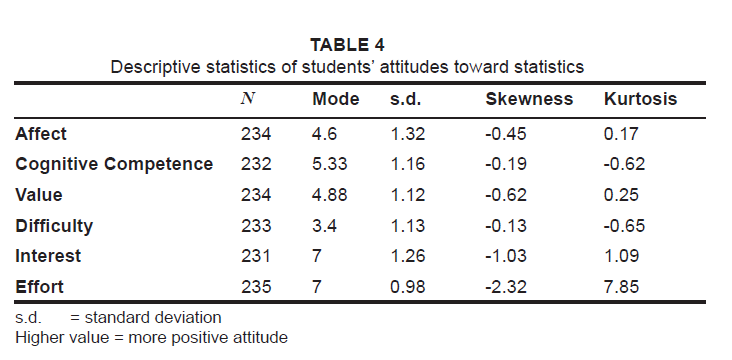 TABLE 4
Descriptive statistics of students' attitudes toward statistics
N Mode s.d. Skewness Kurtosis
Affect 234 4.6 1.32 -0.45 0.17
Cognitive Competence 232 5.33 1.16 -0.19 -0.62
Value 234 4.88 1.12 -0.62 0.25
Difficulty 233 3.4 1.13 -0.13 -0.65
Interest 231 7 1.26 -1.03 1.09
Effort 235 7 0.98 -2.32 7.85
s.d. = standard deviation
Higher value = more positive attitude